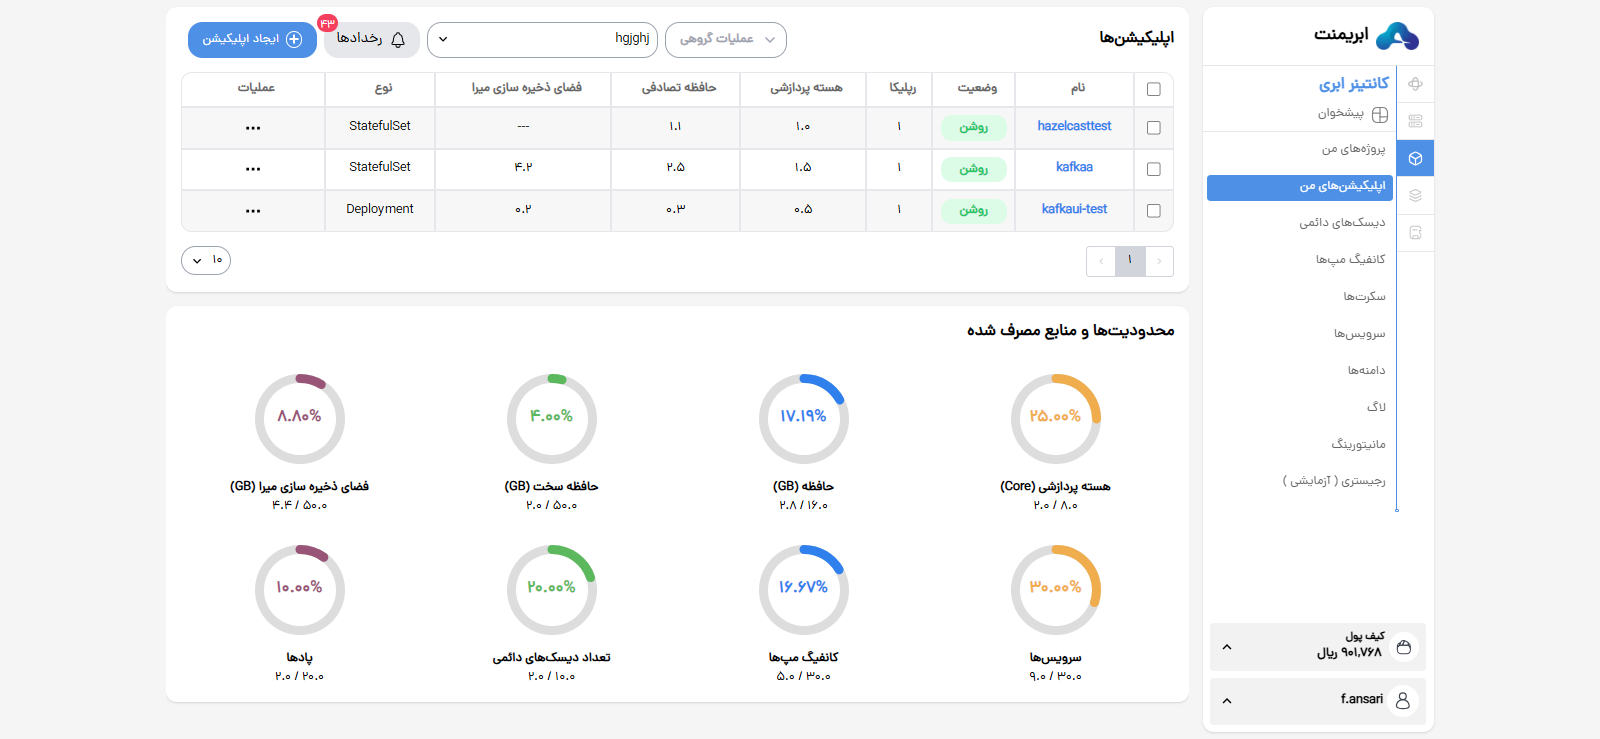 ابریمنت
کانتینر ابری
پیشخوان
پروژه‌های من
اپلیکیشن‌های من
دیسک‌های دائمی
کانفیگ مپ‌ها
سکرت‌ها
سرویس‌ها
دامنه‌ها
لاگ
مانیتورینگ
رجیستری ( آزمایشی )
کیف پول
۹۰۱,۷۶۸ ریال
f.ansari
اپلیکیشن‌ها
عملیات گروهی
hgjghj
رخدادها
۴۳
ایجاد اپلیکیشن
نام وضعیت رپلیکا هسته پردازشی حافظه تصادفی فضای ذخیره سازی میرا نوع عملیات
hazelcasttest روشن ۱ ۱.۰ ۱.۱ --- StatefulSet ...
kafkaa روشن ۱ ۱.۵ ۲.۵ ۴.۲ StatefulSet ...
kafkaui-test روشن ۱ ۰.۵ ۰.۳ ۰.۲ Deployment ...
۱
۱۰
محدودیت‌ها و منابع مصرف شده
۲۵.۰۰% ۱۷.۱۹% ۴.۰۰% ۸.۸۰%
هسته پردازشی (Core) حافظه (GB) حافظه سخت (GB) فضای ذخیره سازی میرا (GB)
۲.۰ / ۸.۰ ۲.۸ / ۱۶.۰ ۲.۰ / ۵۰.۰ ۴.۴ / ۵۰.۰
۳۰.۰۰% ۱۶.۶۷% ۲۰.۰۰% ۱۰.۰۰%
سرویس‌ها کانفیگ مپ‌ها تعداد دیسک‌های دائمی پادها
۹.۰ / ۳۰.۰ ۵.۰ / ۳۰.۰ ۲.۰ / ۱۰.۰ ۲.۰ / ۲۰.۰